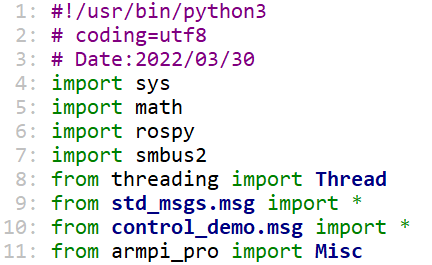 1: #!/usr/bin/python3
2: # coding=utf8
3: # Date:2022/03/30
4: import sys
5: import math
6: import rospy
7: import smbus2
8: from threading import Thread
9: from std_msgs.msg import *
10: from control_demo.msg import *
11: from armpi_pro import Misc